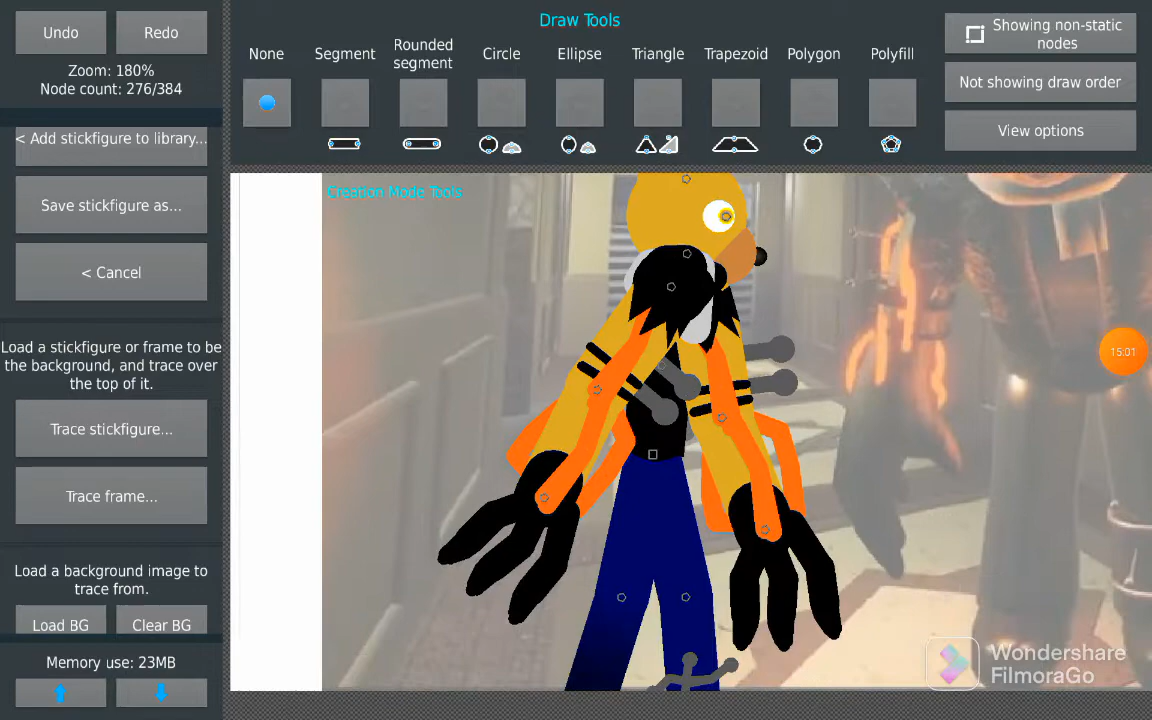 Undo
Redo
Zoom: 180%
Node count: 276/384
< Add stickfigure to library...
Save stickfigure as...
< Cancel
Load a stickfigure or frame to be
the background, and trace over
the top of it.
Trace stickfigure...
Trace frame...
Load a background image to
trace from.
Load BG
Clear BG
Memory use: 23MB
Draw Tools
None
Segment
Rounded
segment
Circle
Ellipse
Triangle
Trapezoid
Polygon
Polyfill
Showing non-static
nodes
Not showing draw order
View options
Creation Mode Tools
15:01
Wondershare
FilmoraGo